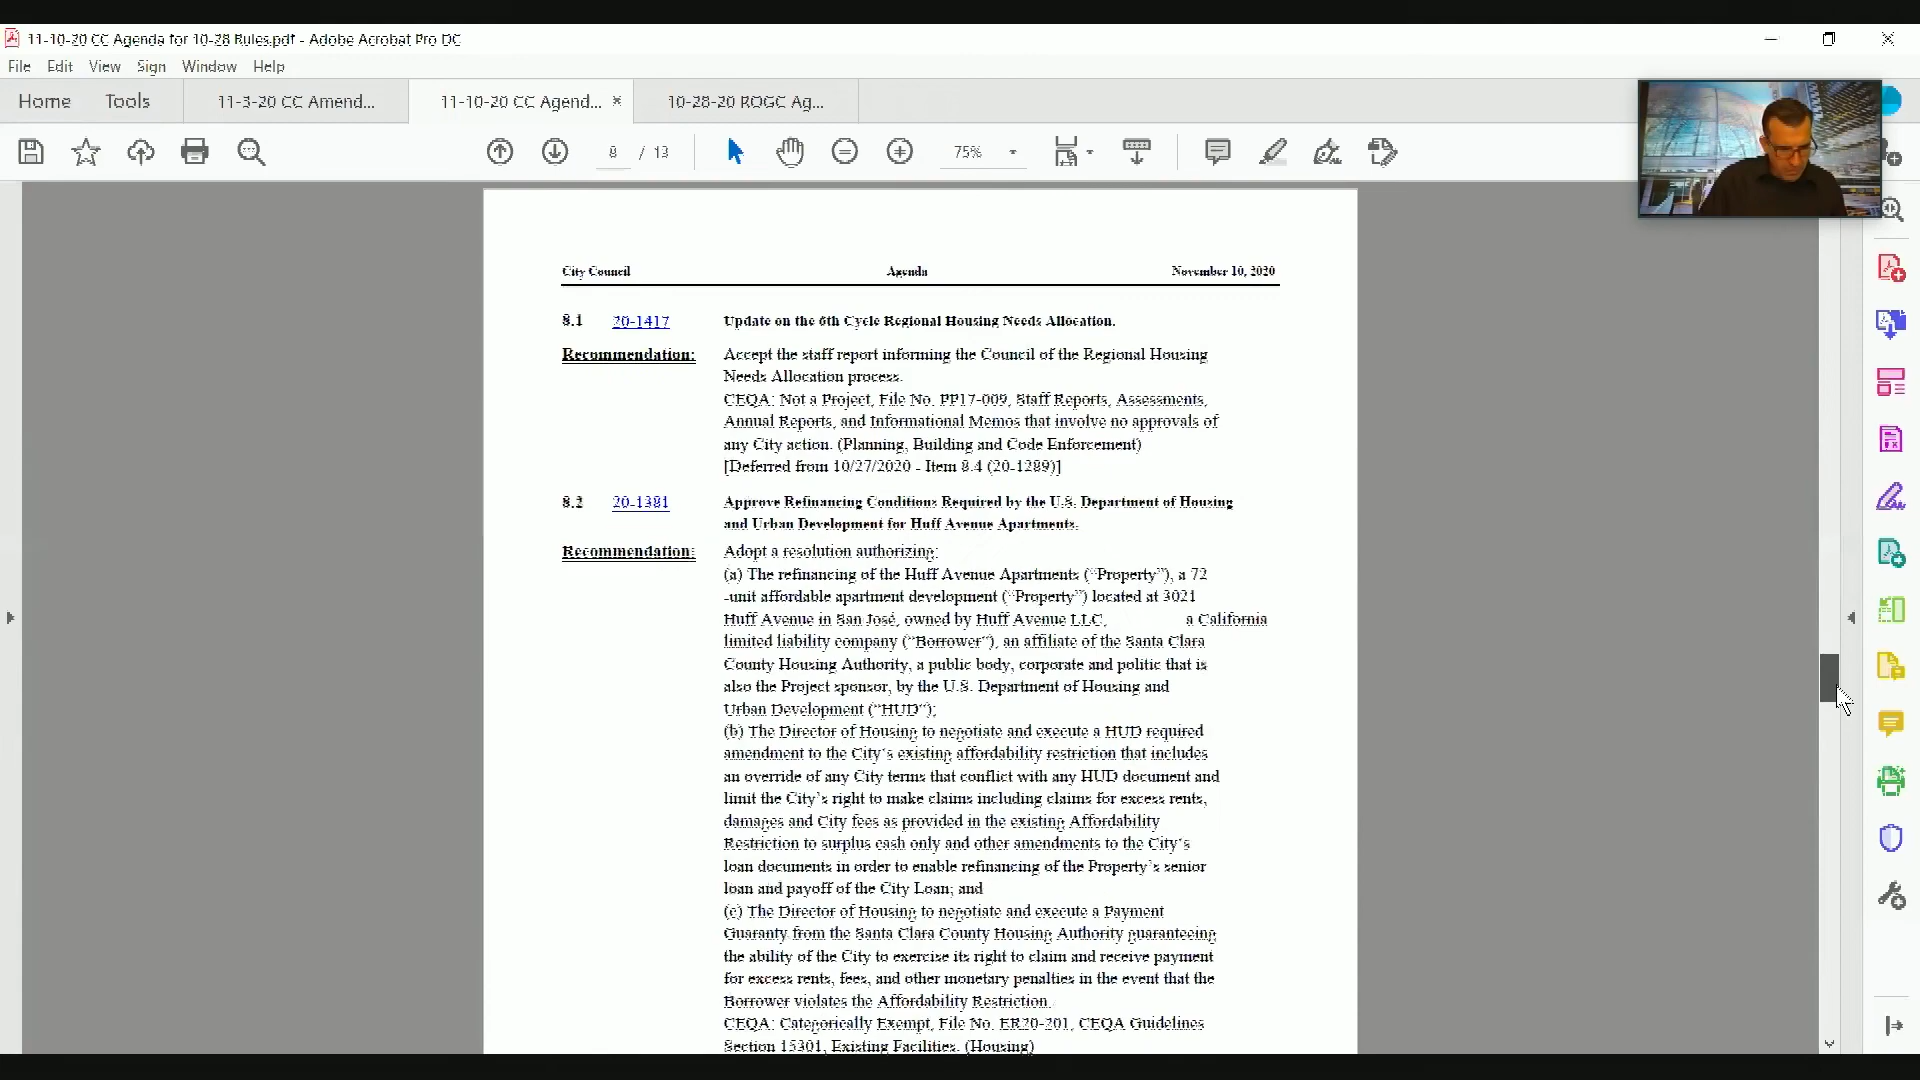 11-10-20 CC Agenda for 10-28 Rules.pdf - Adobe Acrobat Pro DC
File Edit View Sign Window Help
Home Tools 11-3-20 CC Amend... 11-10-20 CC Agend... × 10-28-20 ROGC Ag...
8 / 13 75%
City Council Agenda November 10, 2020
8.1 20-1417 Update on the 6th Cycle Regional Housing Needs Allocation.
Recommendation: Accept the staff report informing the Council of the Regional Housing
Needs Allocation process.
CEQA: Not a Project, File No. PP17-009, Staff Reports, Assessments,
Annual Reports, and Informational Memos that involve no approvals of
any City action. (Planning, Building and Code Enforcement)
[Deferred from 10/27/2020 - Item 8.4 (20-1289)]
8.2 20-1381 Approve Refinancing Conditions Required by the U.S. Department of Housing
and Urban Development for Huff Avenue Apartments.
Recommendation: Adopt a resolution authorizing:
(a) The refinancing of the Huff Avenue Apartments (“Property”), a 72
-unit affordable apartment development (“Property”) located at 3021
Huff Avenue in San José, owned by Huff Avenue LLC, a California
limited liability company (“Borrower”), an affiliate of the Santa Clara
County Housing Authority, a public body, corporate and politic that is
also the Project sponsor, by the U.S. Department of Housing and
Urban Development (“HUD”);
(b) The Director of Housing to negotiate and execute a HUD required
amendment to the City’s existing affordability restriction that includes
an override of any City terms that conflict with any HUD document and
limit the City’s right to make claims including claims for excess rents,
damages and City fees as provided in the existing Affordability
Restriction to surplus cash only and other amendments to the City’s
loan documents in order to enable refinancing of the Property’s senior
loan and payoff of the City Loan; and
(c) The Director of Housing to negotiate and execute a Payment
Guaranty from the Santa Clara County Housing Authority guaranteeing
the ability of the City to exercise its right to claim and receive payment
for excess rents, fees, and other monetary penalties in the event that the
Borrower violates the Affordability Restriction.
CEQA: Categorically Exempt, File No. ER20-201, CEQA Guidelines
Section 15301, Existing Facilities. (Housing)